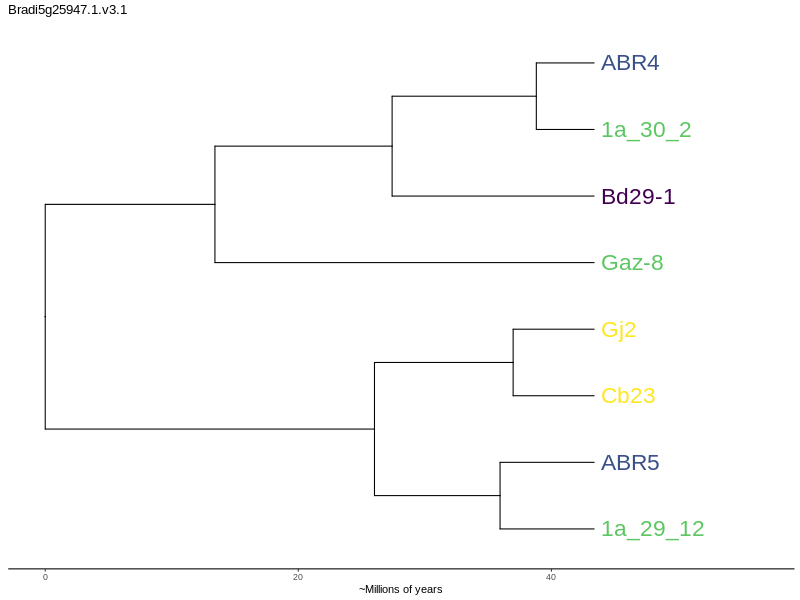 Bradi5g25947.1.v3.1
ABR4
1a_30_2
Bd29-1
Gaz-8
Gj2
Cb23
ABR5
1a_29_12
0 20 40
~Millions of years